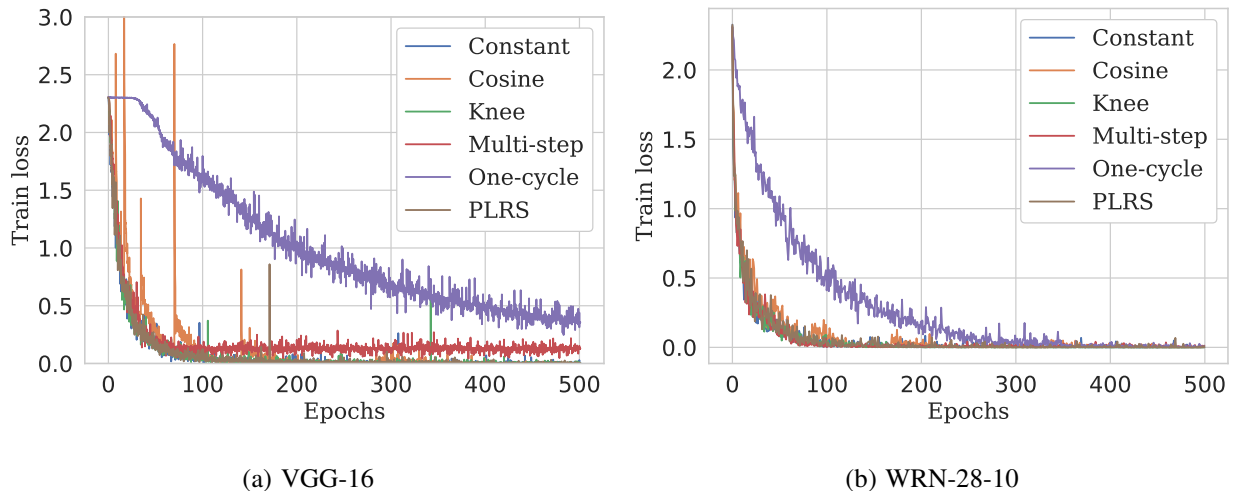 3.0
2.5
2.0
1.5
1.0
0.5
0.0
Train loss
Constant
Cosine
Knee
Multi-step
One-cycle
PLRS
0 100 200 300 400 500
Epochs
(a) VGG-16
2.0
1.5
1.0
0.5
0.0
Train loss
Constant
Cosine
Knee
Multi-step
One-cycle
PLRS
0 100 200 300 400 500
Epochs
(b) WRN-28-10